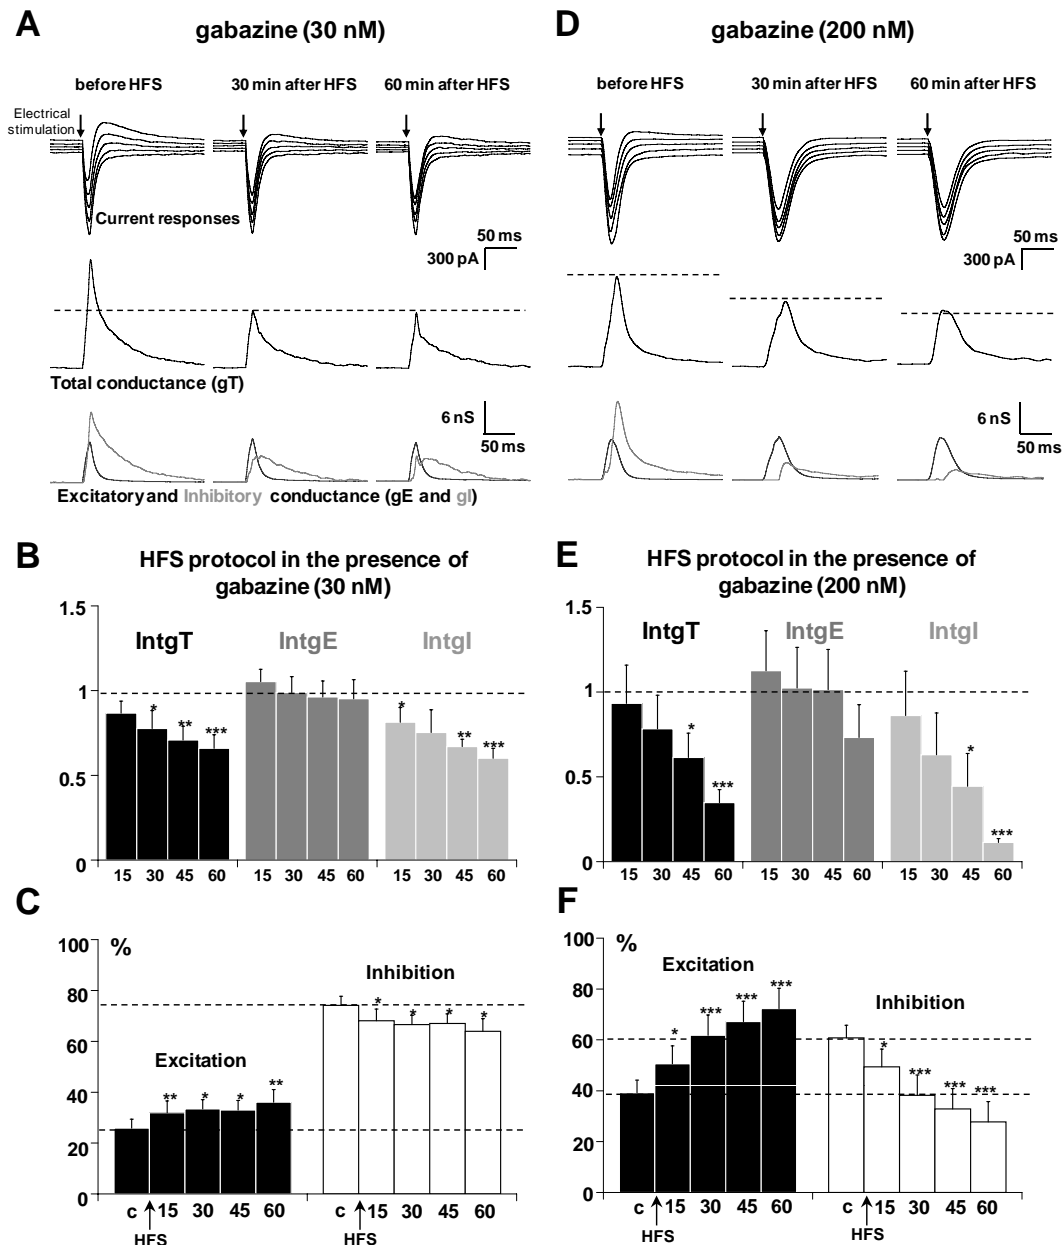 A
gabazine (30 nM)
before HFS
30 min after HFS
60 min after HFS
Electrical
stimulation
Current responses
50 ms
300 pA
Total conductance (gT)
6 nS
50 ms
Excitatory and Inhibitory conductance (gE and gI)
D
gabazine (200 nM)
before HFS
30 min after HFS
60 min after HFS
50 ms
300 pA
6 nS
50 ms
B
HFS protocol in the presence of
gabazine (30 nM)
1.5
1
0.5
0
IntgT
IntgE
IntgI
* ** ***
* ** ***
15 30 45 60 15 30 45 60 15 30 45 60
E
HFS protocol in the presence of
gabazine (200 nM)
1.5
1
0.5
0
IntgT
IntgE
IntgI
* ***
* ***
15 30 45 60 15 30 45 60 15 30 45 60
C
100
80
60
40
20
0
%
Excitation
Inhibition
** * * **
* * * *
c 15 30 45 60 c 15 30 45 60
HFS HFS
F
100
80
60
40
20
0
%
Excitation
Inhibition
* *** *** ***
* *** *** ***
c 15 30 45 60 c 15 30 45 60
HFS HFS